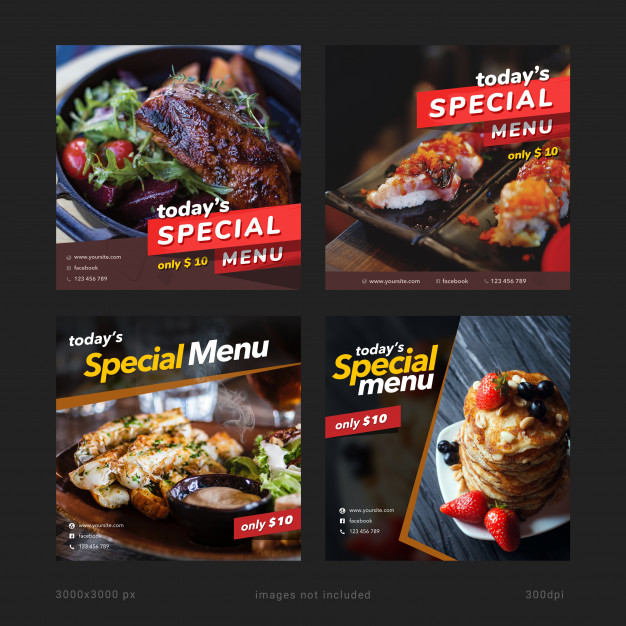 today's
SPECIAL
MENU
only $ 10
www.yoursite.com
facebook
123 456 789
today's
SPECIAL
MENU
only $ 10
www.yoursite.com facebook 123 456 789
today's
Special Menu
only $10
www.yoursite.com
facebook
123 456 789
today's
Special
menu
only $10
www.yoursite.com
facebook
123 456 789
3000x3000 px images not included 300dpi